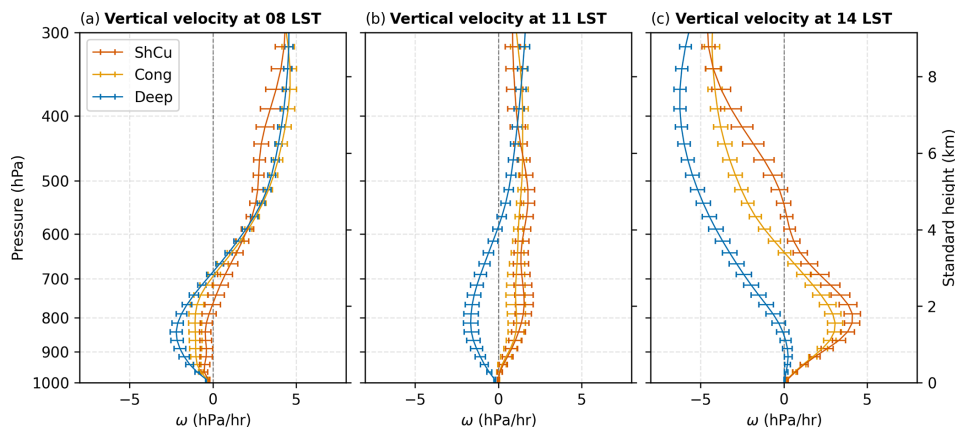 (a) Vertical velocity at 08 LST
(b) Vertical velocity at 11 LST
(c) Vertical velocity at 14 LST
ShCu
Cong
Deep
Pressure (hPa)
300
400
500
600
700
800
900
1000
−5 0 5
ω (hPa/hr)
−5 0 5
ω (hPa/hr)
−5 0 5
ω (hPa/hr)
8
6
4
2
0
Standard height (km)